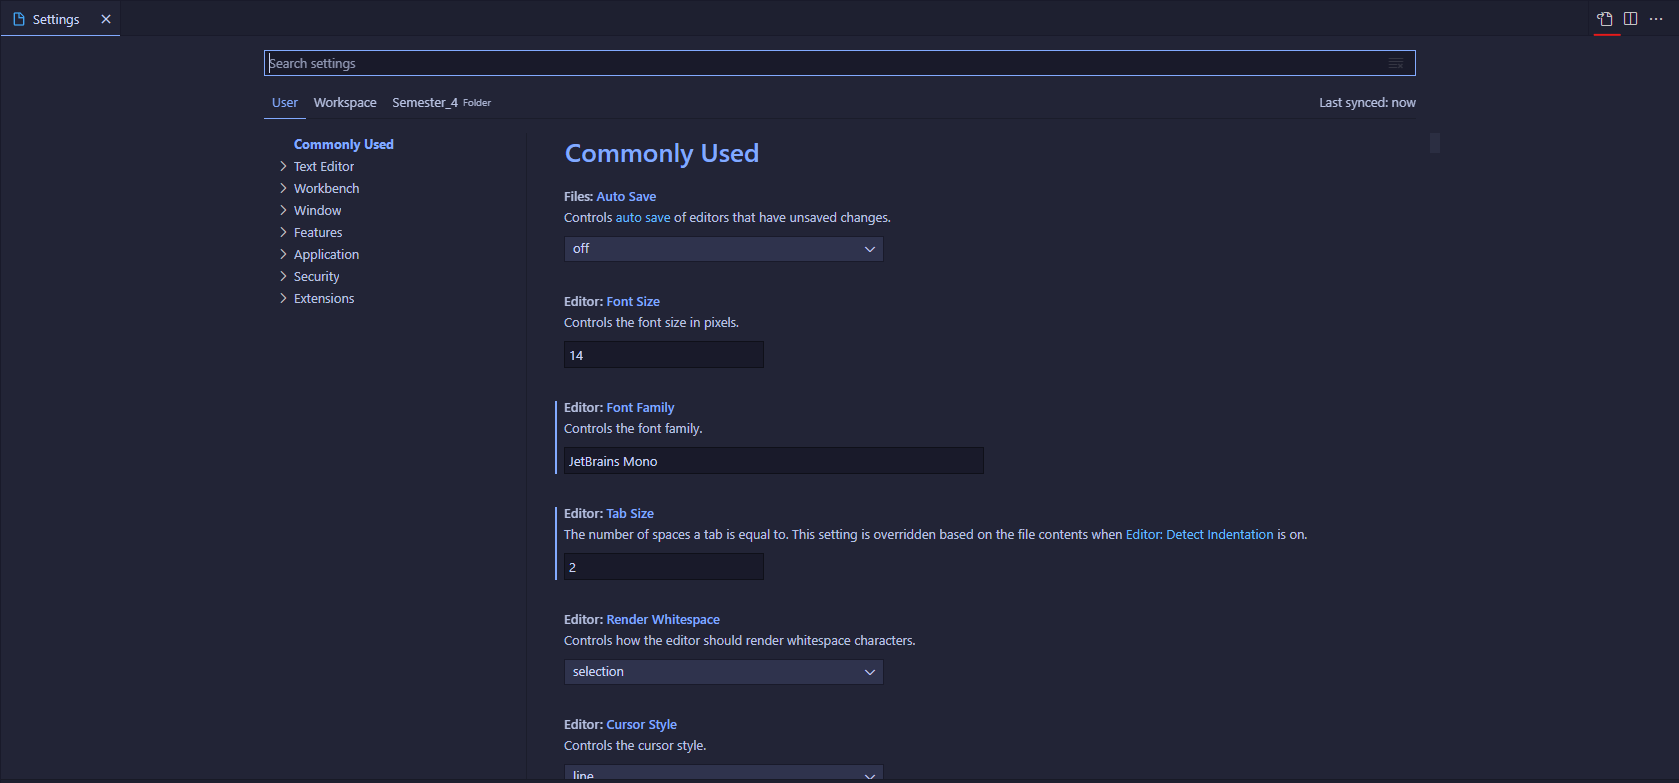 Settings
Search settings
User Workspace Semester_4 Folder Last synced: now
Commonly Used
Text Editor
Workbench
Window
Features
Application
Security
Extensions
Commonly Used
Files: Auto Save
Controls auto save of editors that have unsaved changes.
off
Editor: Font Size
Controls the font size in pixels.
14
Editor: Font Family
Controls the font family.
JetBrains Mono
Editor: Tab Size
The number of spaces a tab is equal to. This setting is overridden based on the file contents when Editor: Detect Indentation is on.
2
Editor: Render Whitespace
Controls how the editor should render whitespace characters.
selection
Editor: Cursor Style
Controls the cursor style.
line